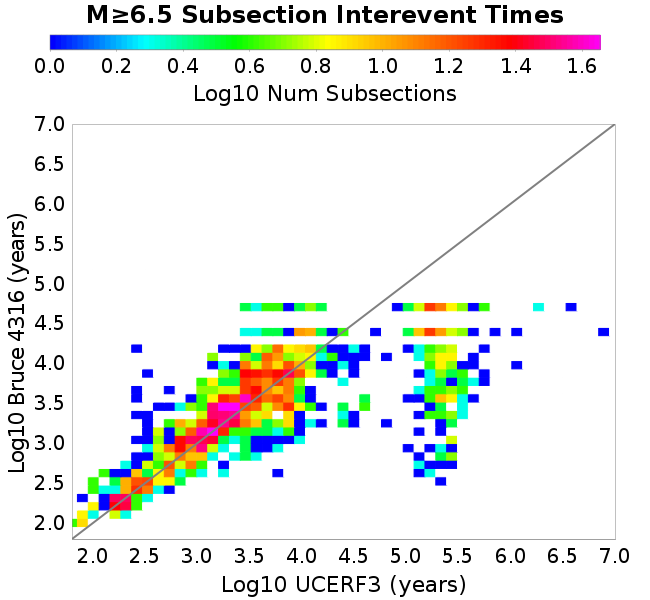 M≥6.5 Subsection Interevent Times
0.0 0.2 0.4 0.6 0.8 1.0 1.2 1.4 1.6
Log10 Num Subsections
7.0
6.5
6.0
5.5
5.0
4.5
4.0
3.5
3.0
2.5
2.0
Log10 Bruce 4316 (years)
2.0 2.5 3.0 3.5 4.0 4.5 5.0 5.5 6.0 6.5 7.0
Log10 UCERF3 (years)